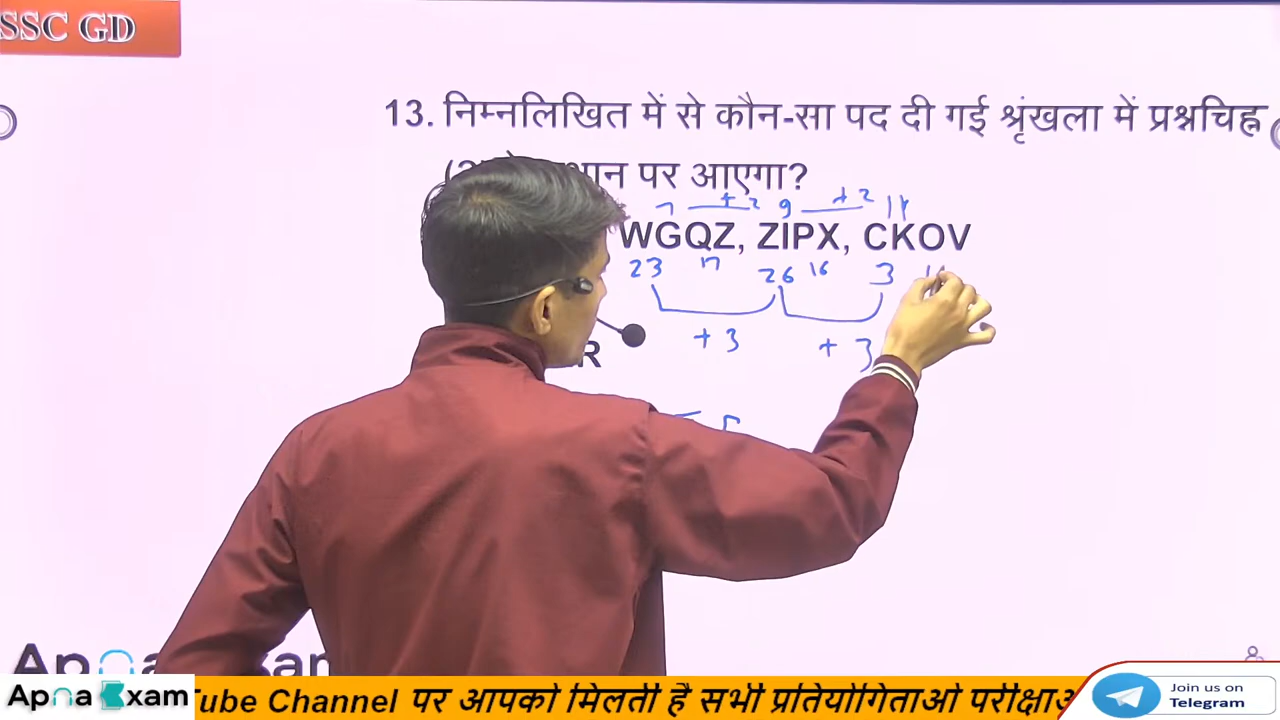 SSC GD
13. निम्नलिखित में से कौन-सा पद दी गई श्रृंखला में प्रश्नचिह्न
पर आएगा?
7 + 2 9 + 2 11
WGQZ, ZIPX, CKOV
23 17 26 16 3
+ 3 + 3
R
Apna Exam
Tube Channel पर आपको मिलती है सभी प्रतियोगिताओं
Join us on
Telegram